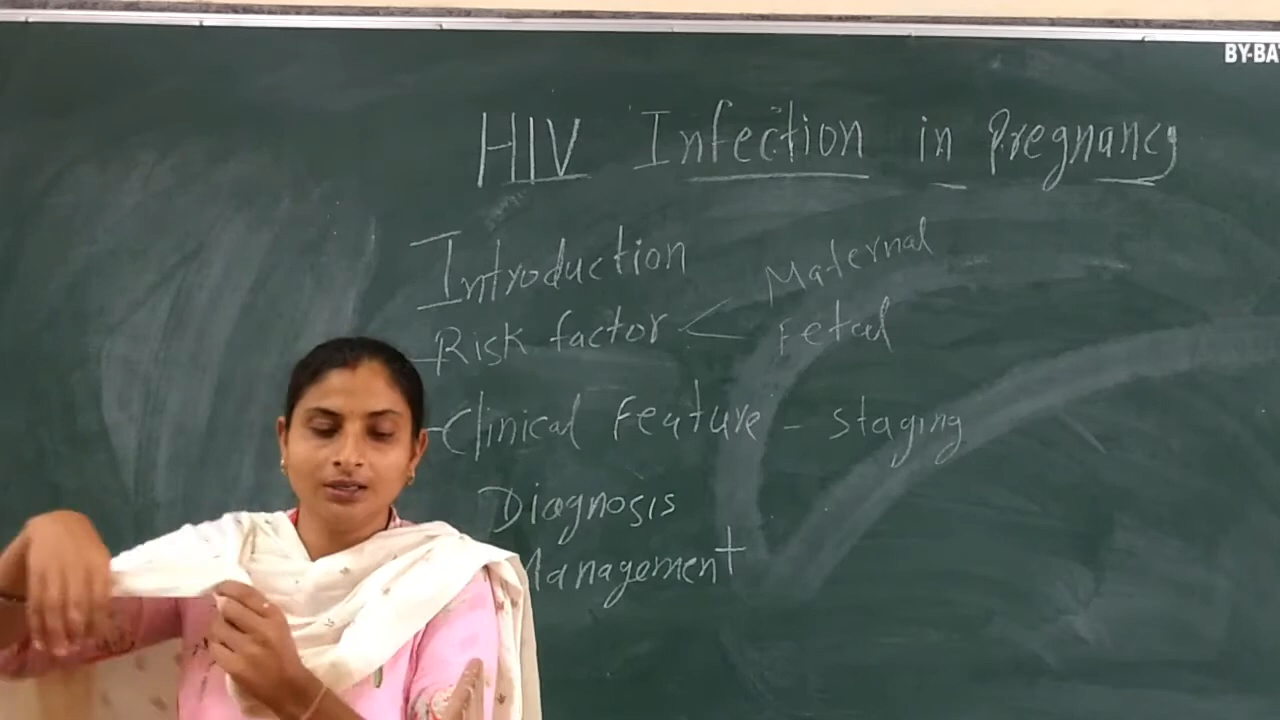 BY-BA
HIV Infection in Pregnancy
Introduction
Risk factor < Maternal
Fetal
Clinical Feature - Staging
Diagnosis
Management